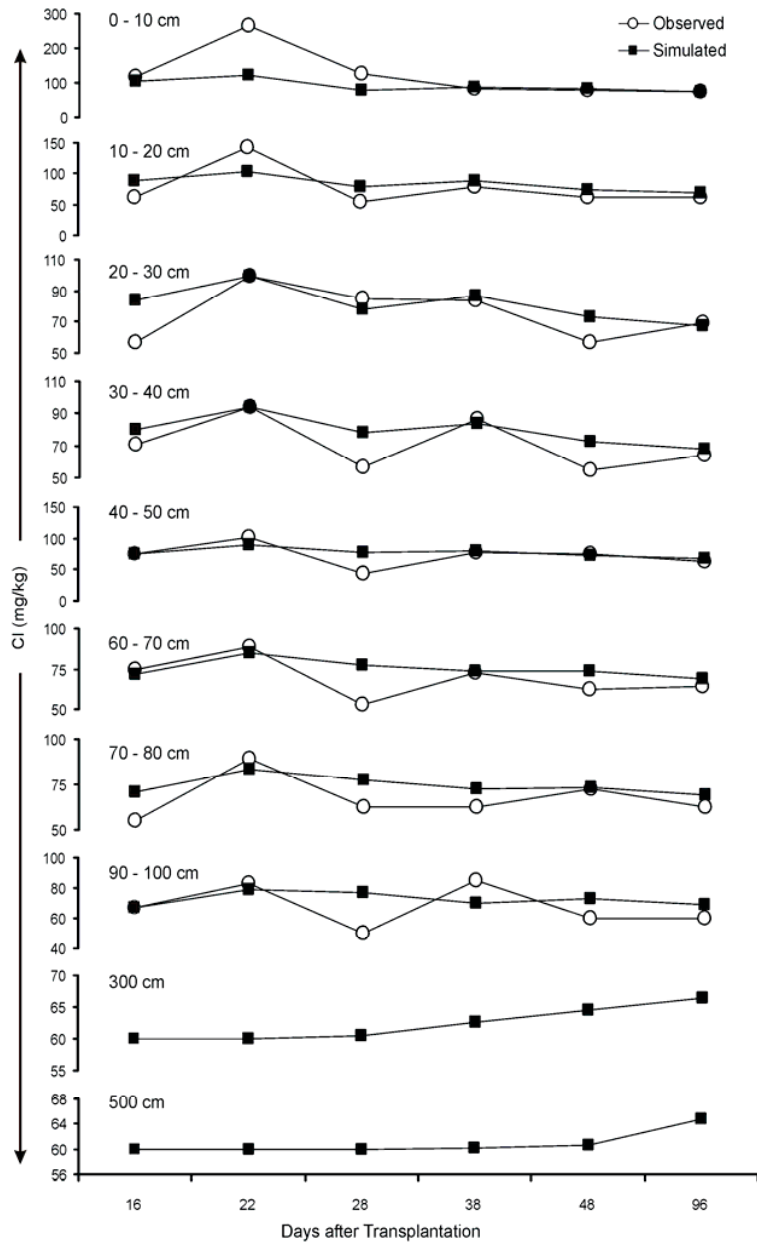 0 - 10 cm
Observed
Simulated
300
200
100
0
10 - 20 cm
150
100
50
0
20 - 30 cm
110
90
70
50
30 - 40 cm
110
90
70
50
40 - 50 cm
150
100
50
0
60 - 70 cm
100
75
50
70 - 80 cm
100
75
50
90 - 100 cm
100
80
60
40
300 cm
70
65
60
55
500 cm
68
64
60
56
Cl (mg/kg)
16 22 28 38 48 96
Days after Transplantation